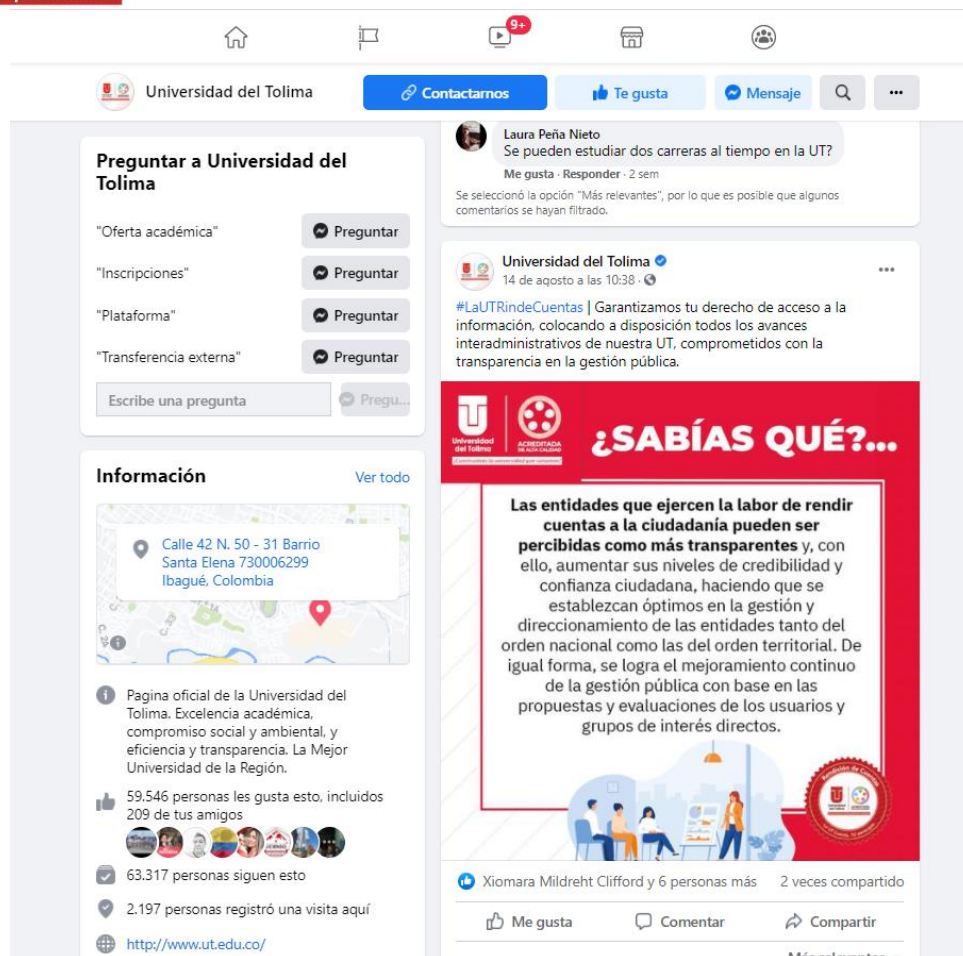 9+
Universidad del Tolima
Contactarnos
Te gusta
Mensaje
Preguntar a Universidad del
Tolima
"Oferta académica"
Preguntar
"Inscripciones"
Preguntar
"Plataforma"
Preguntar
"Transferencia externa"
Preguntar
Escribe una pregunta
Pregu...
Información
Ver todo
Calle 42 N. 50 - 31 Barrio
Santa Elena 730006299
Ibagué, Colombia
Pagina oficial de la Universidad del
Tolima. Excelencia académica,
compromiso social y ambiental, y
eficiencia y transparencia. La Mejor
Universidad de la Región.
59.546 personas les gusta esto, incluidos
209 de tus amigos
63.317 personas siguen esto
2.197 personas registró una visita aquí
http://www.ut.edu.co/
Laura Peña Nieto
Se pueden estudiar dos carreras al tiempo en la UT?
Me gusta · Responder · 2 sem
Se seleccionó la opción "Más relevantes", por lo que es posible que algunos
comentarios se hayan filtrado.
Universidad del Tolima
14 de agosto a las 10:38 ·
#LaUTRindeCuentas | Garantizamos tu derecho de acceso a la
información, colocando a disposición todos los avances
interadministrativos de nuestra UT, comprometidos con la
transparencia en la gestión pública.
Universidad
del Tolima
ACREDITADA
DE ALTA CALIDAD
¿SABÍAS QUÉ?...
Las entidades que ejercen la labor de rendir
cuentas a la ciudadanía pueden ser
percibidas como más transparentes y, con
ello, aumentar sus niveles de credibilidad y
confianza ciudadana, haciendo que se
establezcan óptimos en la gestión y
direccionamiento de las entidades tanto del
orden nacional como las del orden territorial. De
igual forma, se logra el mejoramiento continuo
de la gestión pública con base en las
propuestas y evaluaciones de los usuarios y
grupos de interés directos.
Rendición de Cuentas
Xiomara Mildreht Clifford y 6 personas más
2 veces compartido
Me gusta
Comentar
Compartir
Más relevantes